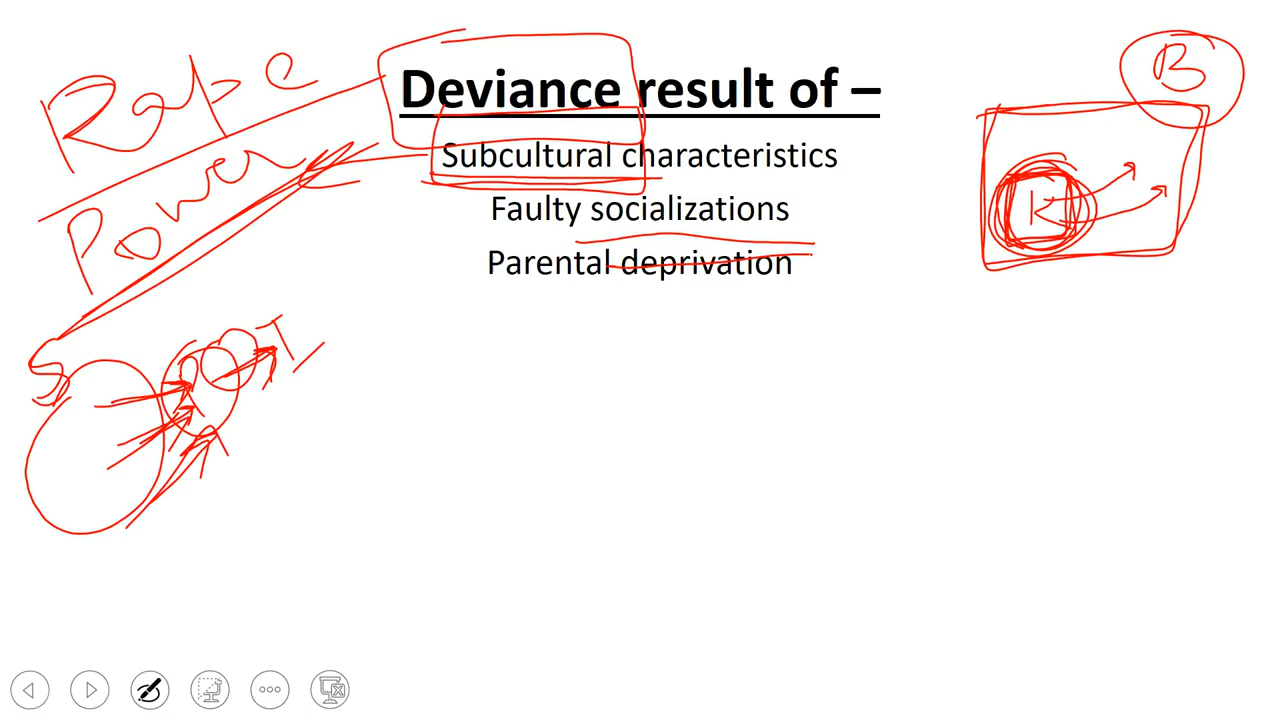 Rape
Power
Deviance result of –
Subcultural characteristics
Faulty socializations
Parental deprivation
B
K
S
I